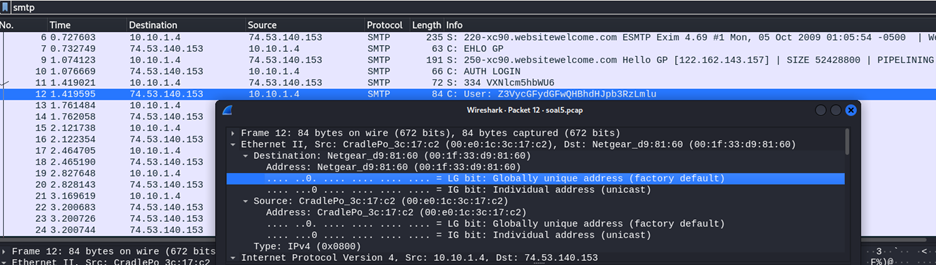 smtp
No. Time Destination Source Protocol Length Info
6 0.727603 10.10.1.4 74.53.140.153 SMTP 235 S: 220-xc90.websitewelcome.com ESMTP Exim 4.69 #1 Mon, 05 Oct 2009 01:05:54 -0500 | We
7 0.732749 74.53.140.153 10.10.1.4 SMTP 63 C: EHLO GP
9 1.074123 10.10.1.4 74.53.140.153 SMTP 191 S: 250-xc90.websitewelcome.com Hello GP [122.162.143.157] | SIZE 52428800 | PIPELINING
10 1.076669 74.53.140.153 10.10.1.4 SMTP 66 C: AUTH LOGIN
11 1.419021 10.10.1.4 74.53.140.153 SMTP 72 S: 334 VXNlcm5hbWU6
12 1.419595 74.53.140.153 10.10.1.4 SMTP 84 C: User: Z3VycGFydGFwQHBhdHJpb3RzLmlu
13 1.761484 10.10.1.4
14 1.762058 74.53.140.153
15 2.121738 10.10.1.4
16 2.122354 74.53.140.153
17 2.464705 10.10.1.4
18 2.465190 74.53.140.153
19 2.827648 10.10.1.4
20 2.828143 74.53.140.153
21 3.169619 10.10.1.4
22 3.200683 74.53.140.153
23 3.200726 74.53.140.153
24 3.200744 74.53.140.153
Wireshark · Packet 12 · soal5.pcap
Frame 12: 84 bytes on wire (672 bits), 84 bytes captured (672 bits)
Ethernet II, Src: CradlePo_3c:17:c2 (00:e0:1c:3c:17:c2), Dst: Netgear_d9:81:60 (00:1f:33:d9:81:60)
Destination: Netgear_d9:81:60 (00:1f:33:d9:81:60)
Address: Netgear_d9:81:60 (00:1f:33:d9:81:60)
.... ..0. .... .... .... .... = LG bit: Globally unique address (factory default)
.... ...0 .... .... .... .... = IG bit: Individual address (unicast)
Source: CradlePo_3c:17:c2 (00:e0:1c:3c:17:c2)
Address: CradlePo_3c:17:c2 (00:e0:1c:3c:17:c2)
.... ..0. .... .... .... .... = LG bit: Globally unique address (factory default)
.... ...0 .... .... .... .... = IG bit: Individual address (unicast)
Type: IPv4 (0x0800)
Internet Protocol Version 4, Src: 10.10.1.4, Dst: 74.53.140.153
Frame 12: 84 bytes on wire (672 bits
Ethernet II, Src: CradlePo_3c:17:c2